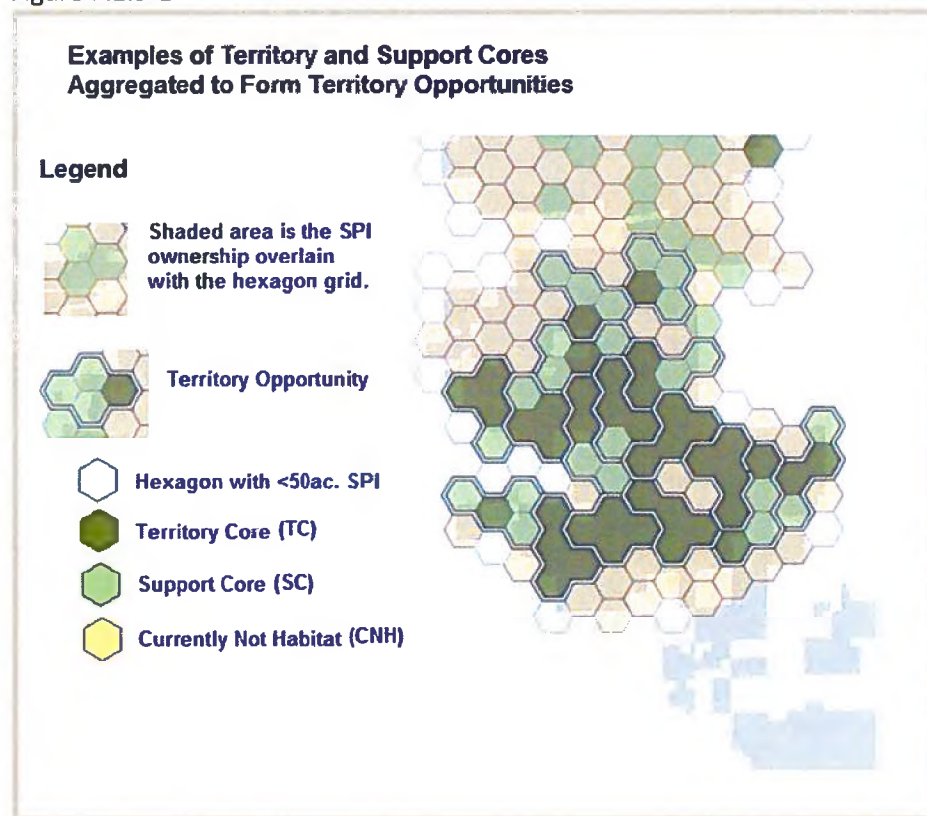 Examples of Territory and Support Cores
Aggregated to Form Territory Opportunities
Legend
Shaded area is the SPI
ownership overlain
with the hexagon grid.
Territory Opportunity
Hexagon with <50ac. SPI
Territory Core (TC)
Support Core (SC)
Currently Not Habitat (CNH)